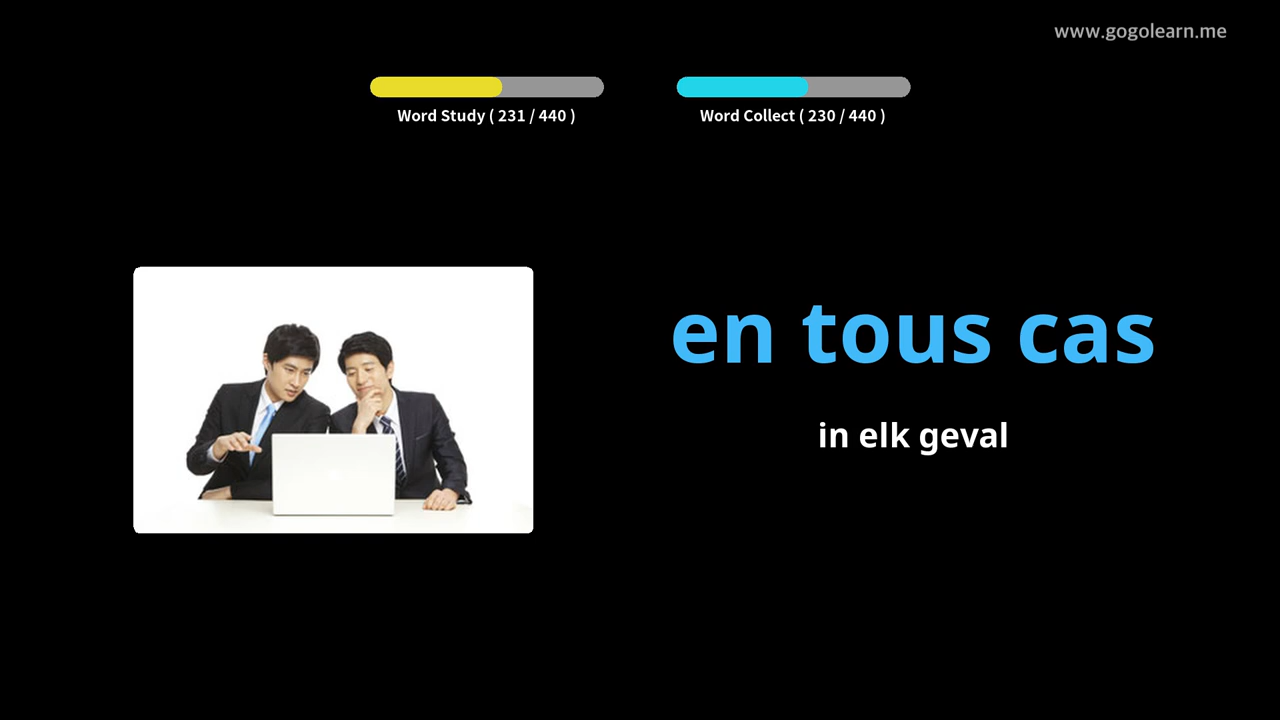 www.gogolearn.me
Word Study ( 231 / 440 )
Word Collect ( 230 / 440 )
en tous cas
in elk geval